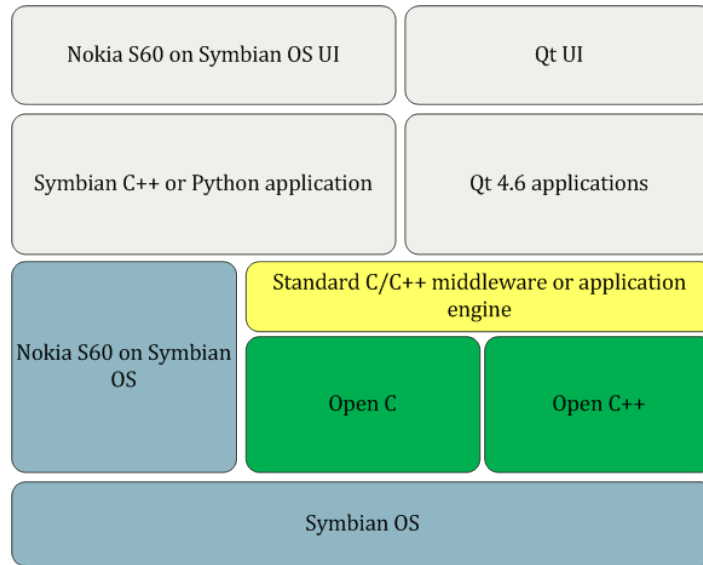 Nokia S60 on Symbian OS UI
Qt UI
Symbian C++ or Python application
Qt 4.6 applications
Standard C/C++ middleware or application
engine
Nokia S60 on Symbian
OS
Open C
Open C++
Symbian OS